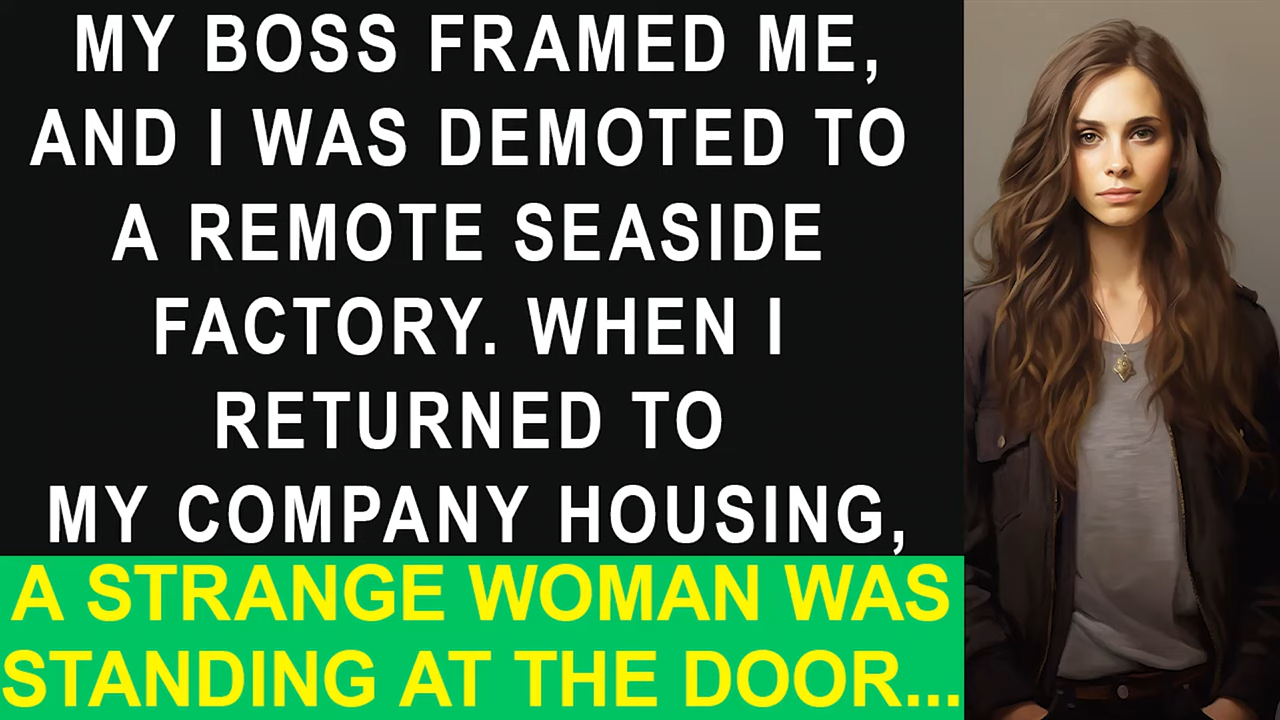 MY BOSS FRAMED ME,
AND I WAS DEMOTED TO
A REMOTE SEASIDE
FACTORY. WHEN I
RETURNED TO
MY COMPANY HOUSING,
A STRANGE WOMAN WAS
STANDING AT THE DOOR...